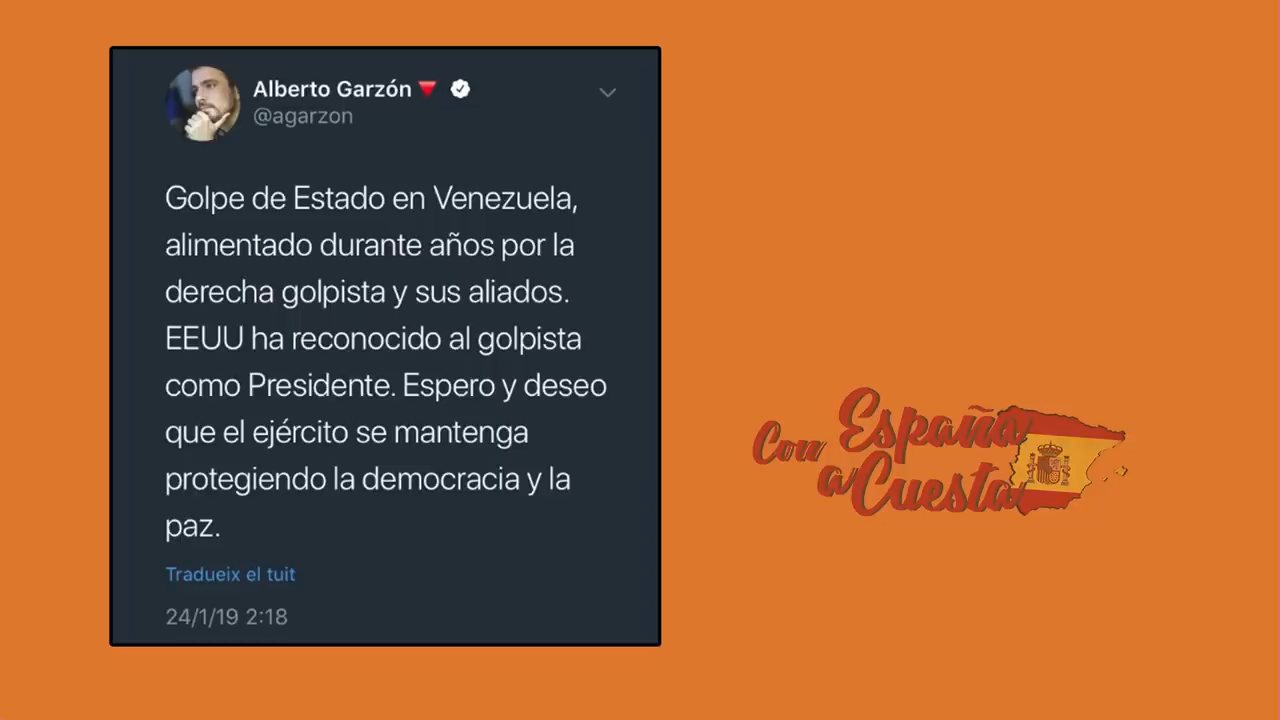 Alberto Garzón
@agarzon
Golpe de Estado en Venezuela,
alimentado durante años por la
derecha golpista y sus aliados.
EEUU ha reconocido al golpista
como Presidente. Espero y deseo
que el ejército se mantenga
protegiendo la democracia y la
paz.
Tradueix el tuit
24/1/19 2:18
Con España
a Cuesta